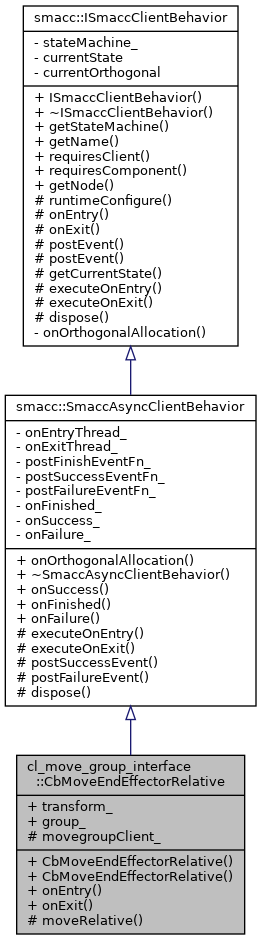 smacc::ISmaccClientBehavior
- stateMachine_
- currentState
- currentOrthogonal
+ ISmaccClientBehavior()
+ ~ISmaccClientBehavior()
+ getStateMachine()
+ getName()
+ requiresClient()
+ requiresComponent()
+ getNode()
# runtimeConfigure()
# onEntry()
# onExit()
# postEvent()
# postEvent()
# getCurrentState()
# executeOnEntry()
# executeOnExit()
# dispose()
- onOrthogonalAllocation()
smacc::SmaccAsyncClientBehavior
- onEntryThread_
- onExitThread_
- postFinishEventFn_
- postSuccessEventFn_
- postFailureEventFn_
- onFinished_
- onSuccess_
- onFailure_
+ onOrthogonalAllocation()
+ ~SmaccAsyncClientBehavior()
+ onSuccess()
+ onFinished()
+ onFailure()
# executeOnEntry()
# executeOnExit()
# postSuccessEvent()
# postFailureEvent()
# dispose()
cl_move_group_interface
::CbMoveEndEffectorRelative
+ transform_
+ group_
# movegroupClient_
+ CbMoveEndEffectorRelative()
+ CbMoveEndEffectorRelative()
+ onEntry()
+ onExit()
# moveRelative()